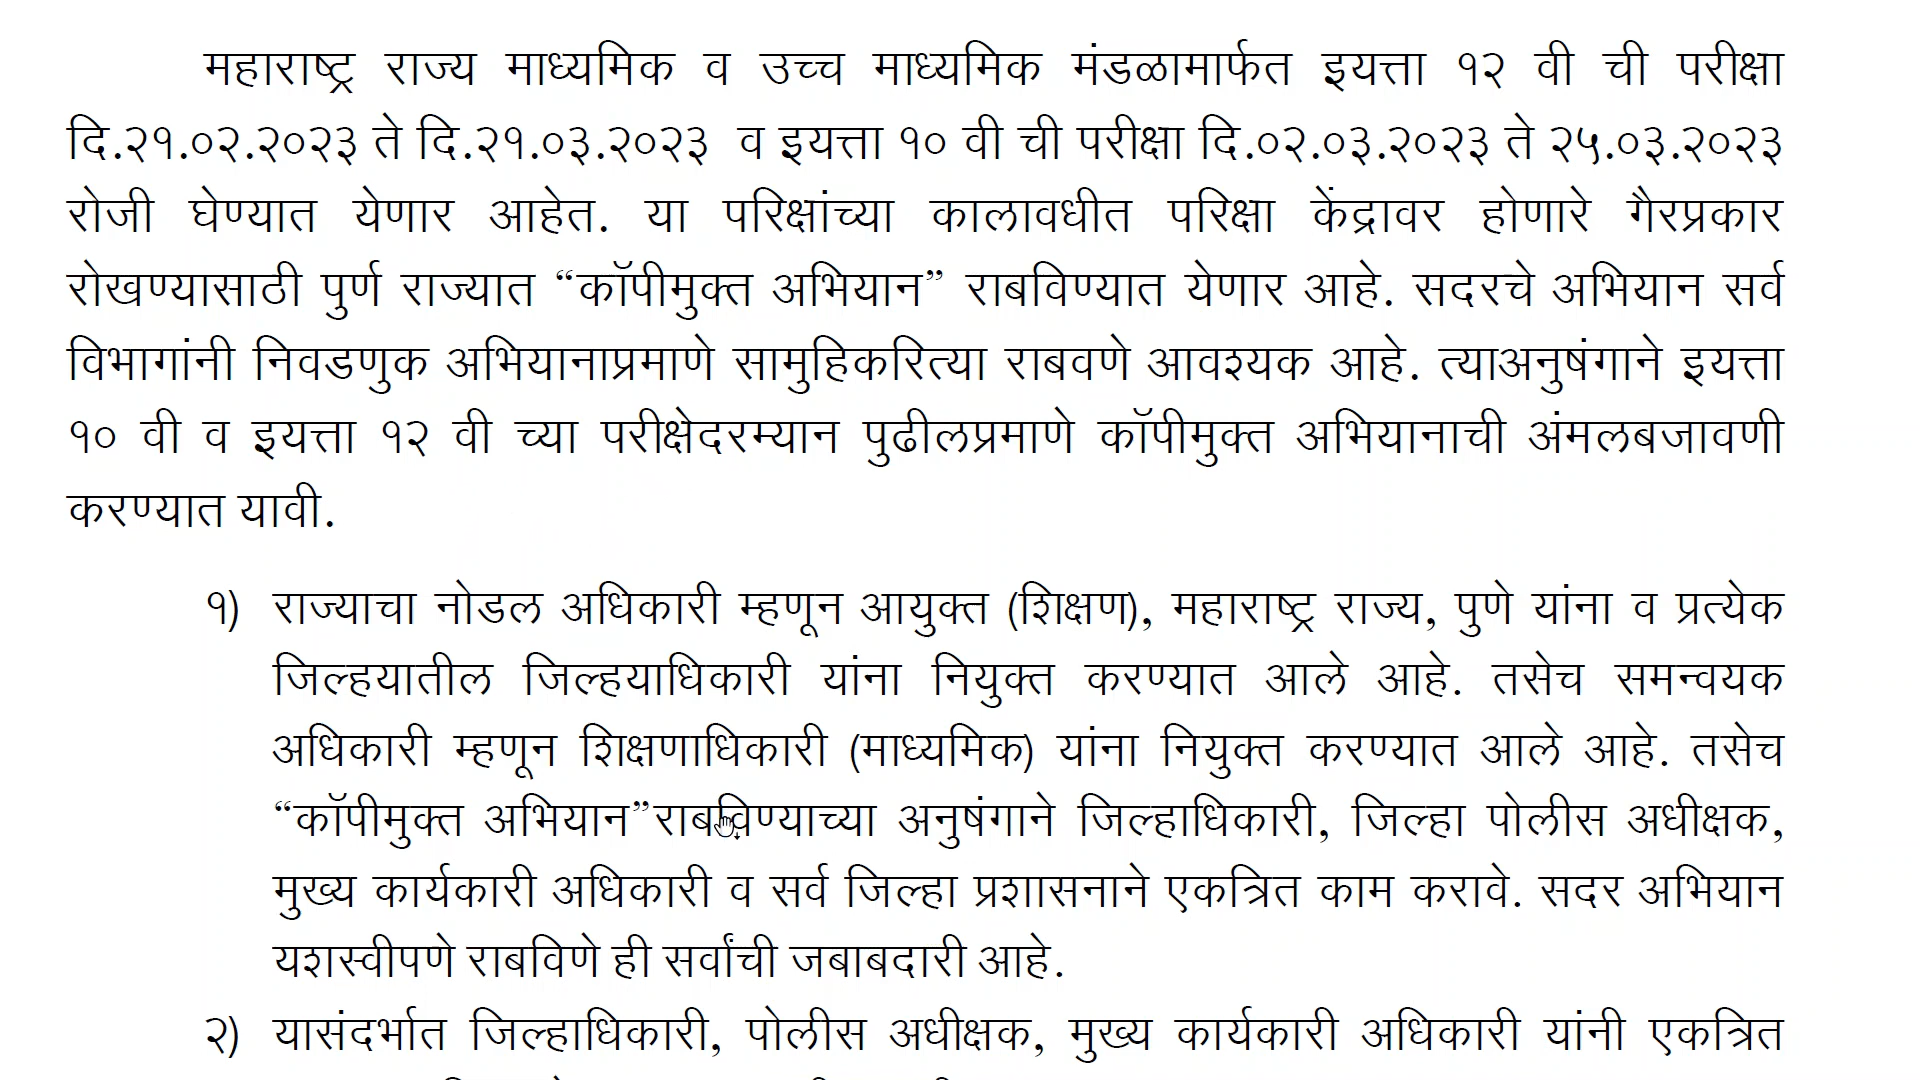 महाराष्ट्र राज्य माध्यमिक व उच्च माध्यमिक मंडळामार्फत इयत्ता १२ वी ची परीक्षा
दि.२१.०२.२०२३ ते दि.२१.०३.२०२३ व इयत्ता १० वी ची परीक्षा दि.०२.०३.२०२३ ते २५.०३.२०२३
रोजी घेण्यात येणार आहेत. या परिक्षांच्या कालावधीत परिक्षा केंद्रावर होणारे गैरप्रकार
रोखण्यासाठी पुर्ण राज्यात “कॉपीमुक्त अभियान” राबविण्यात येणार आहे. सदरचे अभियान सर्व
विभागांनी निवडणुक अभियानाप्रमाणे सामुहिकरित्या राबवणे आवश्यक आहे. त्याअनुषंगाने इयत्ता
१० वी व इयत्ता १२ वी च्या परीक्षेदरम्यान पुढीलप्रमाणे कॉपीमुक्त अभियानाची अंमलबजावणी
करण्यात यावी.
१) राज्याचा नोडल अधिकारी म्हणून आयुक्त (शिक्षण), महाराष्ट्र राज्य, पुणे यांना व प्रत्येक
जिल्हयातील जिल्हयाधिकारी यांना नियुक्त करण्यात आले आहे. तसेच समन्वयक
अधिकारी म्हणून शिक्षणाधिकारी (माध्यमिक) यांना नियुक्त करण्यात आले आहे. तसेच
“कॉपीमुक्त अभियान”राबविण्याच्या अनुषंगाने जिल्हाधिकारी, जिल्हा पोलीस अधीक्षक,
मुख्य कार्यकारी अधिकारी व सर्व जिल्हा प्रशासनाने एकत्रित काम करावे. सदर अभियान
यशस्वीपणे राबविणे ही सर्वांची जबाबदारी आहे.
२) यासंदर्भात जिल्हाधिकारी, पोलीस अधीक्षक, मुख्य कार्यकारी अधिकारी यांनी एकत्रित